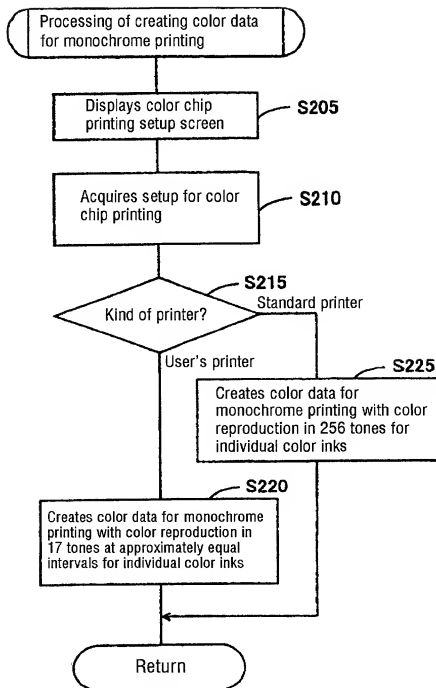 Processing of creating color data
for monochrome printing
Displays color chip
printing setup screen
S205
Acquires setup for color
chip printing
S210
S215
Kind of printer?
Standard printer
User's printer
S225
Creates color data for
monochrome printing with color
reproduction in 256 tones for
individual color inks
S220
Creates color data for monochrome
printing with color reproduction in
17 tones at approximately equal
intervals for individual color inks
Return